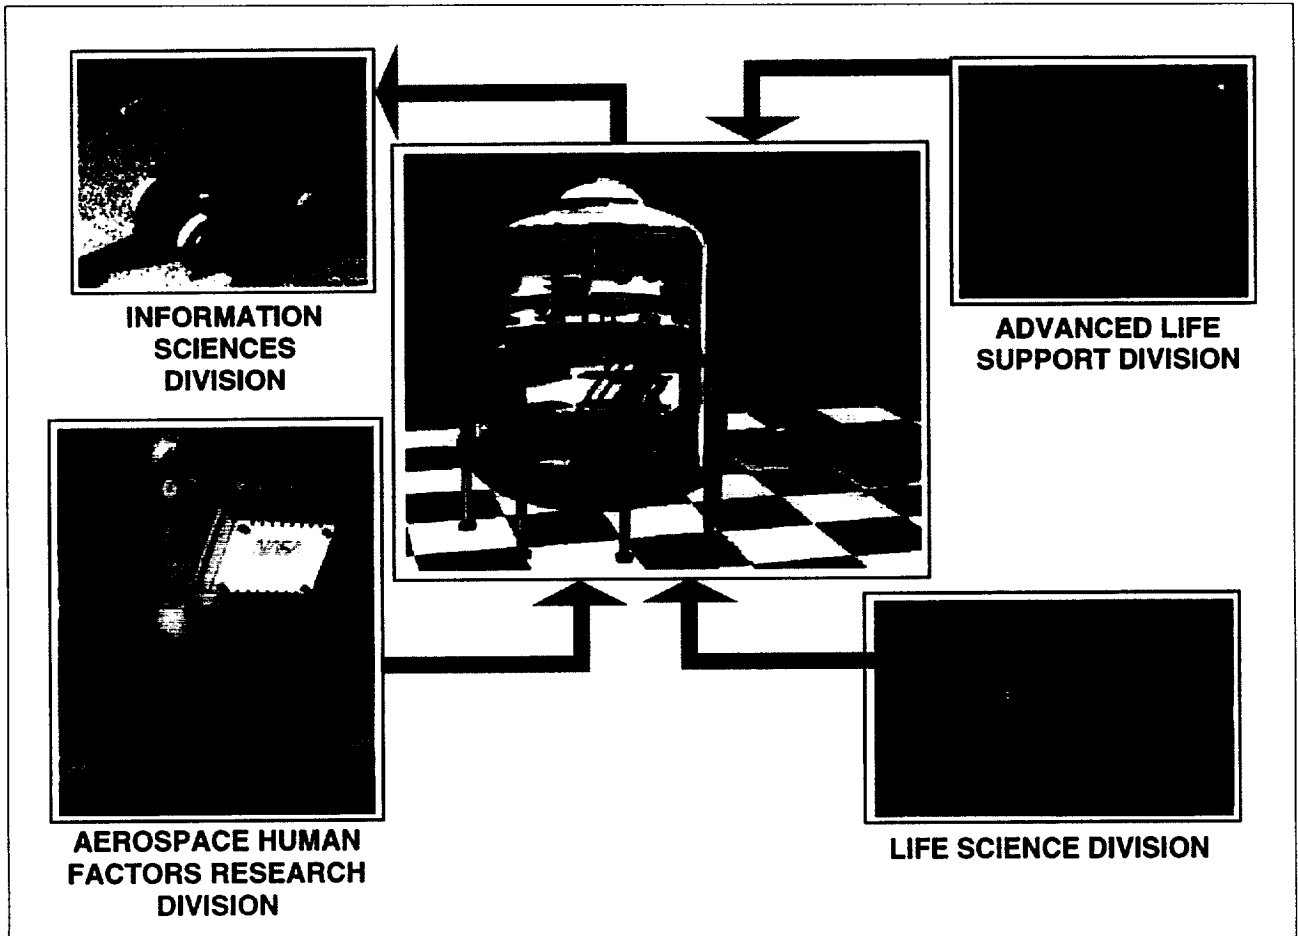 INFORMATION
SCIENCES
DIVISION
ADVANCED LIFE
SUPPORT DIVISION
AEROSPACE HUMAN
FACTORS RESEARCH
DIVISION
LIFE SCIENCE DIVISION